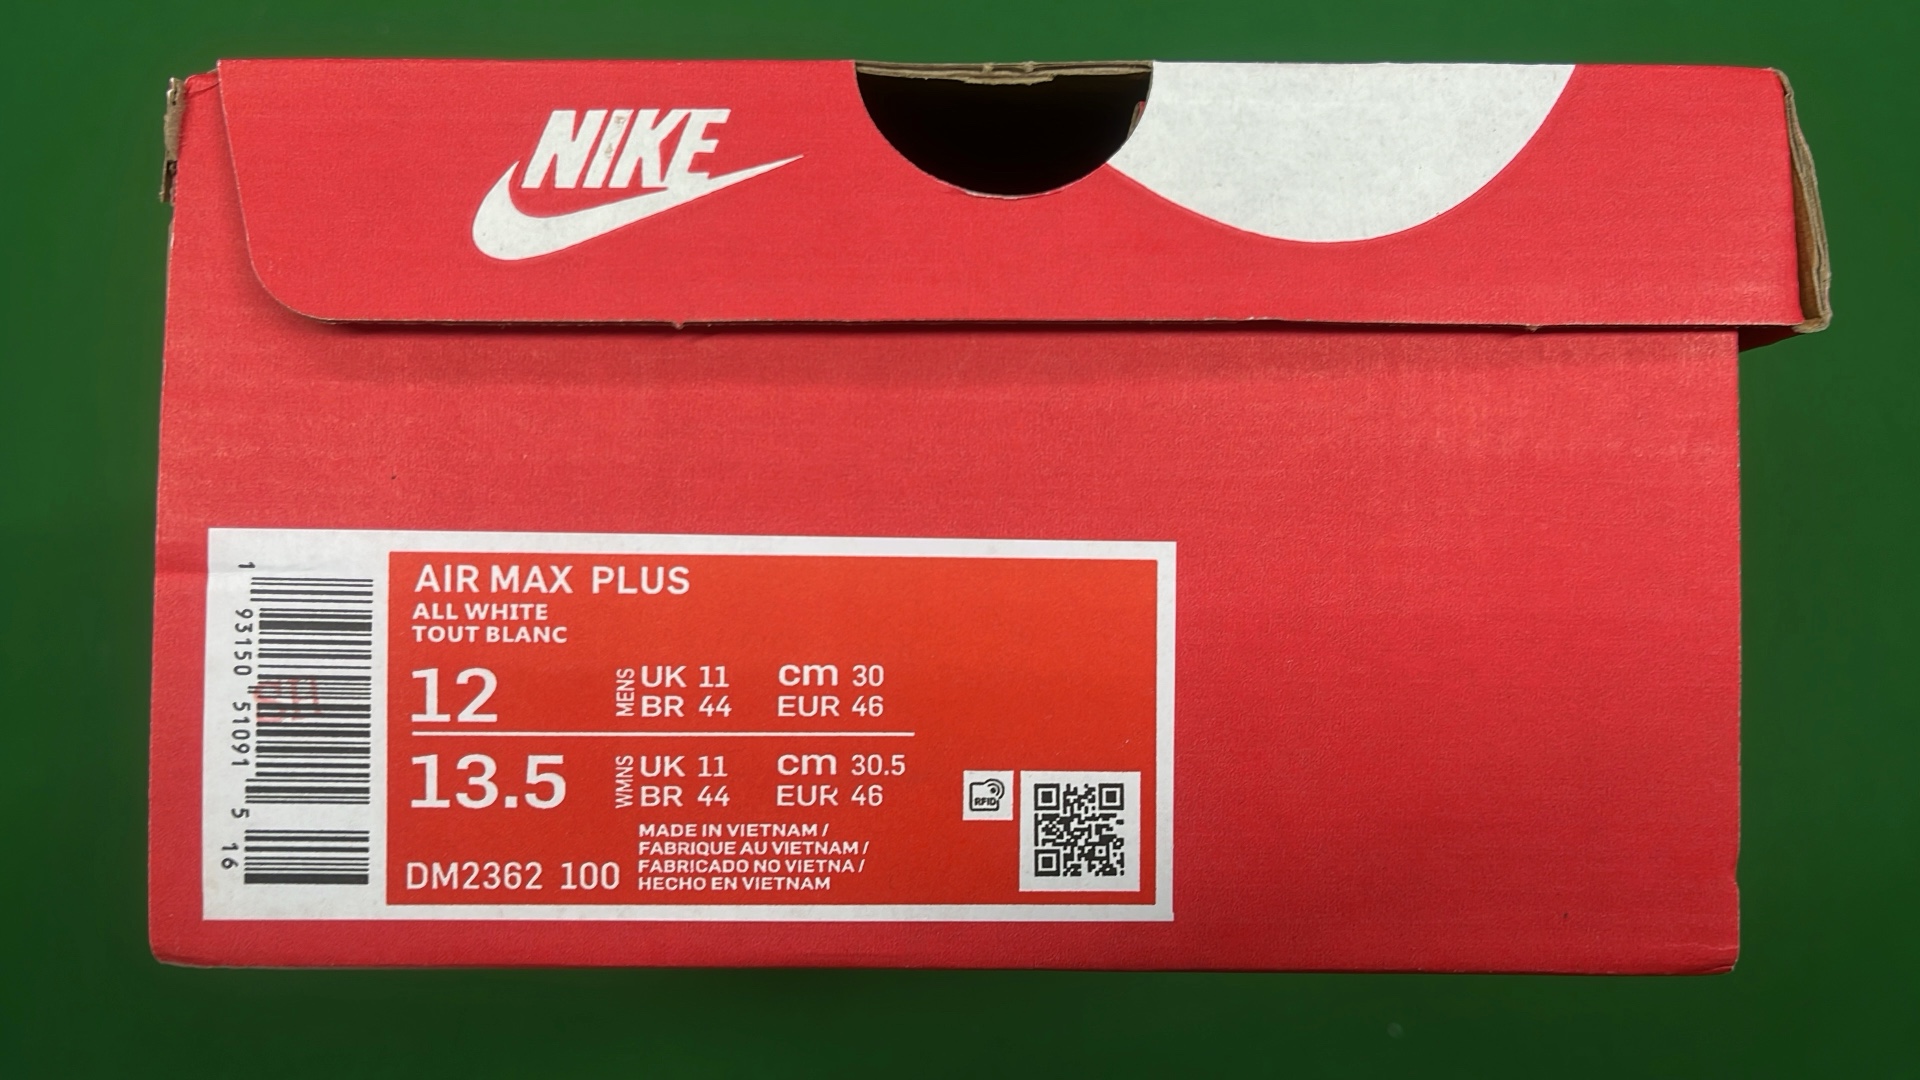 NIKE
1 93150 51091 5 16
AIR MAX PLUS
ALL WHITE
TOUT BLANC
12
MENS
UK 11 cm 30
BR 44 EUR 46
13.5
WMNS
UK 11 cm 30.5
BR 44 EUR 46
MADE IN VIETNAM /
FABRIQUE AU VIETNAM /
FABRICADO NO VIETNA /
HECHO EN VIETNAM
DM2362 100
RFID